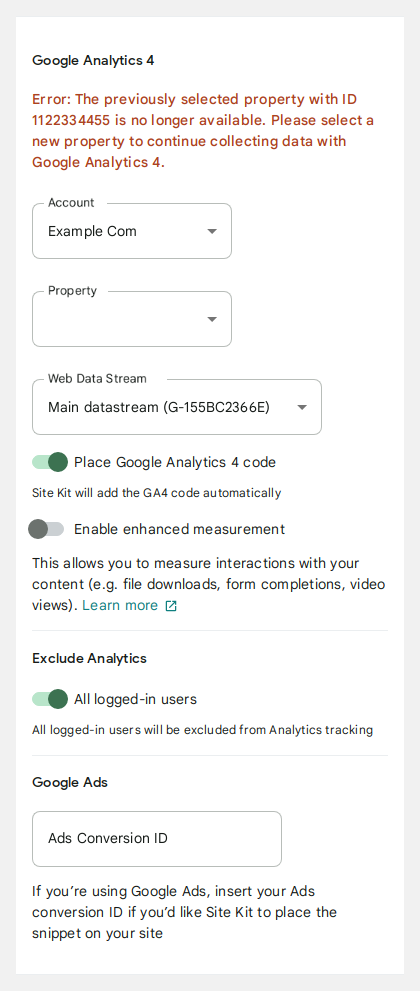 Google Analytics 4
Error: The previously selected property with ID
1122334455 is no longer available. Please select a
new property to continue collecting data with
Google Analytics 4.
Account
Example Com
Property
Web Data Stream
Main datastream (G-155BC2366E)
Place Google Analytics 4 code
Site Kit will add the GA4 code automatically
Enable enhanced measurement
This allows you to measure interactions with your
content (e.g. file downloads, form completions, video
views). Learn more
Exclude Analytics
All logged-in users
All logged-in users will be excluded from Analytics tracking
Google Ads
Ads Conversion ID
If you’re using Google Ads, insert your Ads
conversion ID if you’d like Site Kit to place the
snippet on your site